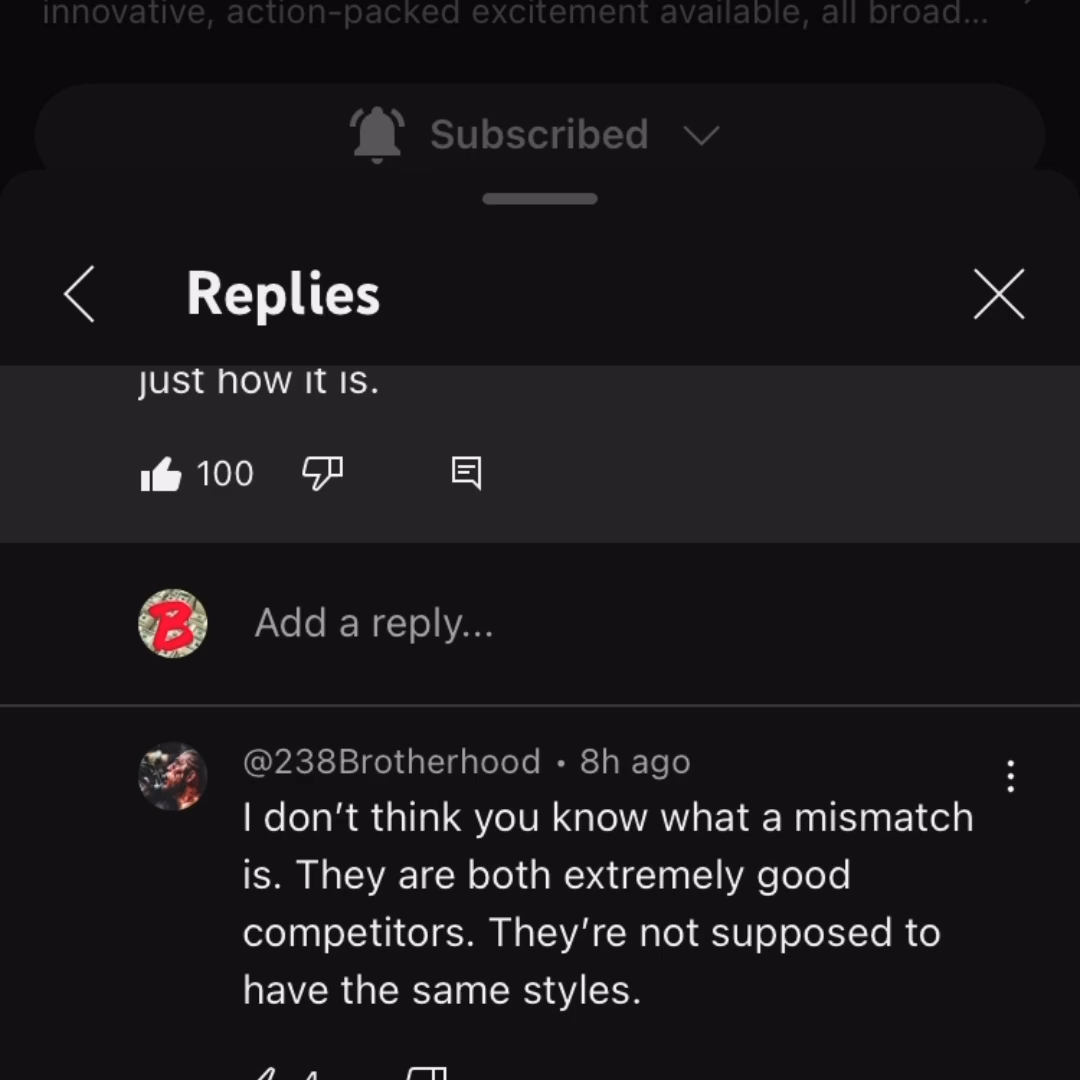 innovative, action-packed excitement available, all broad...
Subscribed
Replies
just how it is.
100
B
Add a reply...
@238Brotherhood • 8h ago
I don’t think you know what a mismatch
is. They are both extremely good
competitors. They’re not supposed to
have the same styles.